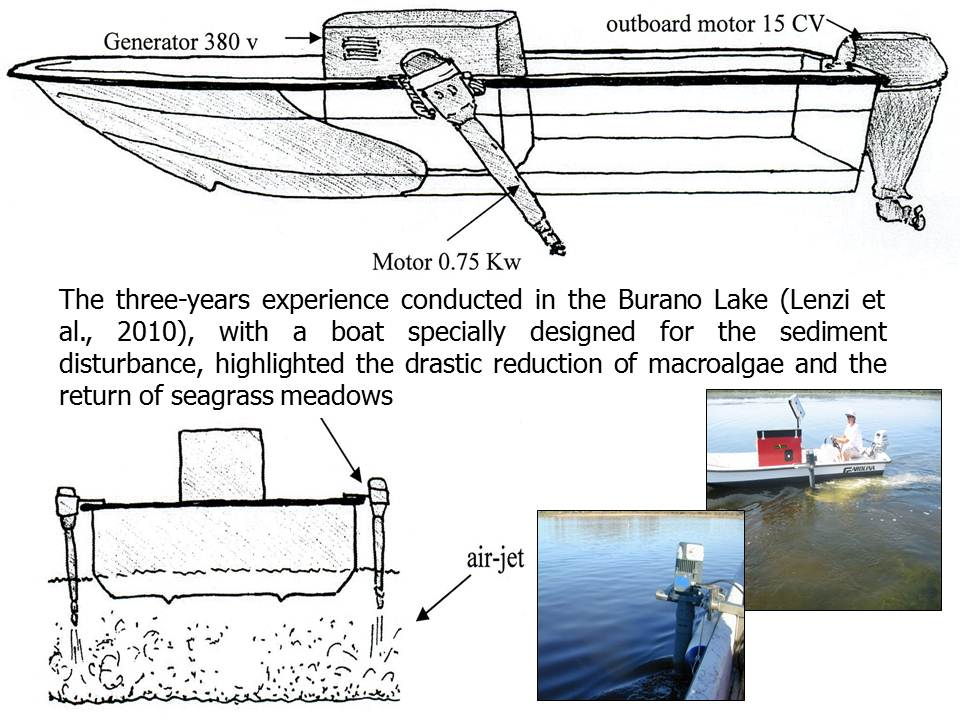 outboard motor 15 CV
Generator 380 v
Motor 0.75 Kw
The three-years experience conducted in the Burano Lake (Lenzi et
al., 2010), with a boat specially designed for the sediment
disturbance, highlighted the drastic reduction of macroalgae and the
return of seagrass meadows
air-jet
CAROLINA